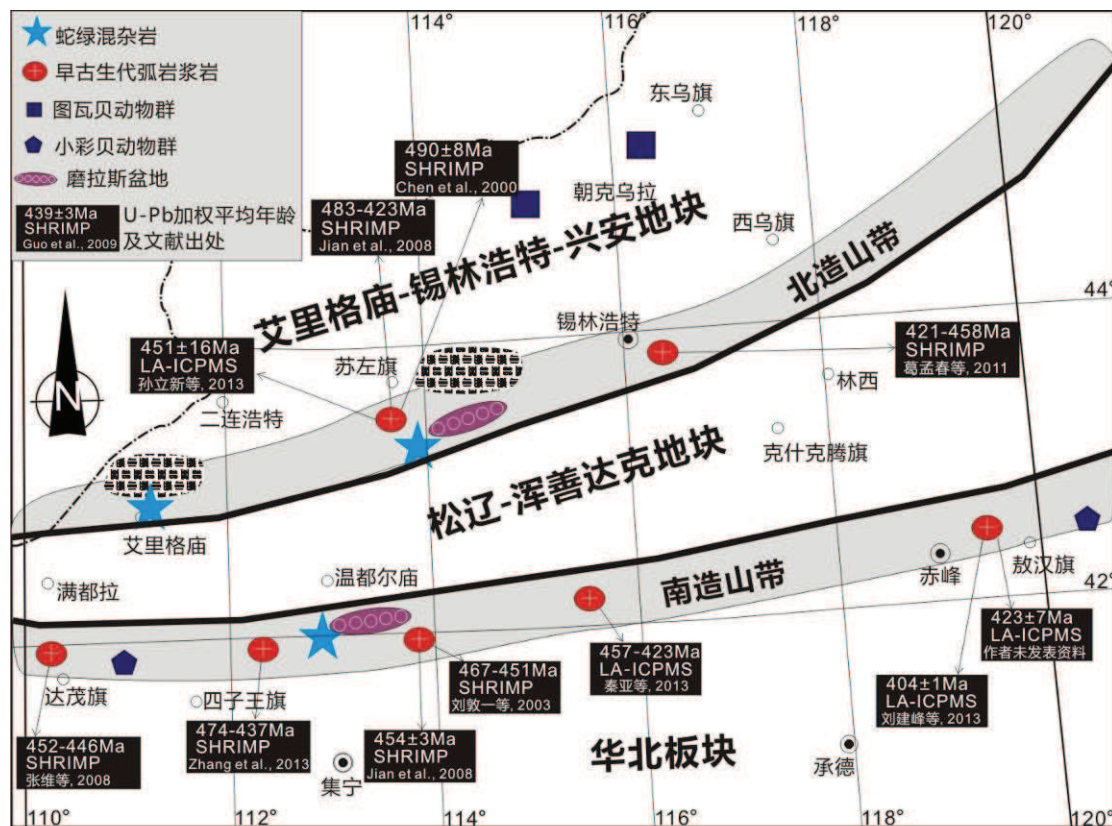 114°
116°
118°
120°
蛇绿混杂岩
早古生代弧岩浆岩
图瓦贝动物群
小彩贝动物群
磨拉斯盆地
439±3Ma
SHRIMP
Guo et al., 2009
U-Pb加权平均年龄
及文献出处
东乌旗
490±8Ma
SHRIMP
Chen et al., 2000
朝克乌拉
483-423Ma
SHRIMP
Jian et al., 2008
西乌旗
艾里格庙-锡林浩特-兴安地块
北造山带
44°
锡林浩特
451±16Ma
LA-ICPMS
孙立新等, 2013
苏左旗
421-458Ma
SHRIMP
葛孟春等, 2011
林西
N
二连浩特
克什克腾旗
松辽-浑善达克地块
艾里格庙
满都拉
温都尔庙
南造山带
赤峰
敖汉旗
42°
达茂旗
四子王旗
467-451Ma
SHRIMP
刘敦一等, 2003
457-423Ma
LA-ICPMS
秦亚等, 2013
423±7Ma
LA-ICPMS
作者未发表资料
404±1Ma
LA-ICPMS
刘建峰等, 2013
452-446Ma
SHRIMP
张维等, 2008
474-437Ma
SHRIMP
Zhang et al., 2013
454±3Ma
SHRIMP
Jian et al., 2008
集宁
华北板块
承德
110°
112°
114°
116°
118°
120°